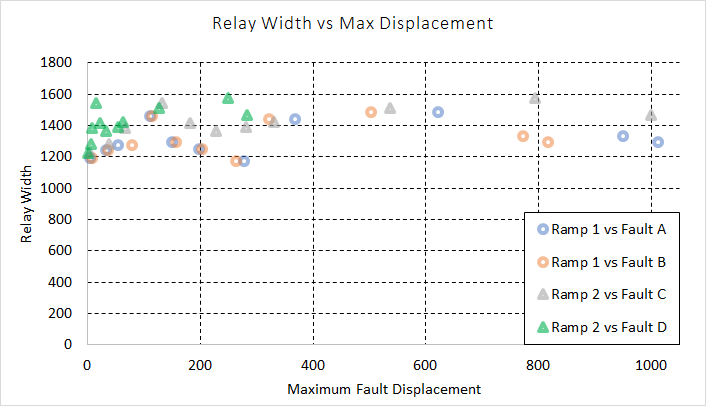 Relay Width vs Max Displacement
Relay Width
1800
1600
1400
1200
1000
800
600
400
200
0
0 200 400 600 800 1000
Maximum Fault Displacement
Ramp 1 vs Fault A
Ramp 1 vs Fault B
Ramp 2 vs Fault C
Ramp 2 vs Fault D